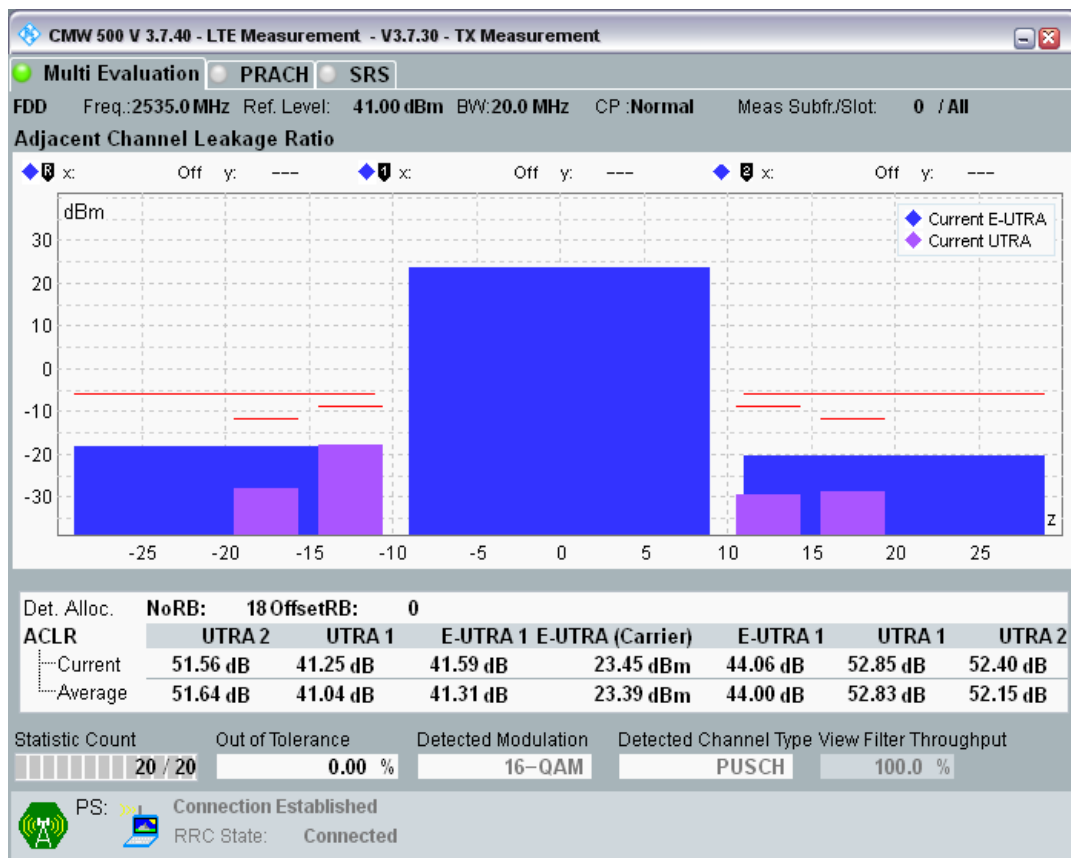 CMW 500 V 3.7.40 - LTE Measurement - V3.7.30 - TX Measurement
Multi Evaluation PRACH SRS
FDD Freq.:2535.0 MHz Ref. Level: 41.00 dBm BW:20.0 MHz CP :Normal Meas Subfr./Slot: 0 / All
Adjacent Channel Leakage Ratio
R x: Off y: --- 1 x: Off y: --- 2 x: Off y: ---
dBm
Current E-UTRA
Current UTRA
30
20
10
0
-10
-20
-30
z
-25 -20 -15 -10 -5 0 5 10 15 20 25
Det. Alloc. NoRB: 18 OffsetRB: 0
ACLR UTRA 2 UTRA 1 E-UTRA 1 E-UTRA (Carrier) E-UTRA 1 UTRA 1 UTRA 2
Current 51.56 dB 41.25 dB 41.59 dB 23.45 dBm 44.06 dB 52.85 dB 52.40 dB
Average 51.64 dB 41.04 dB 41.31 dB 23.39 dBm 44.00 dB 52.83 dB 52.15 dB
Statistic Count Out of Tolerance Detected Modulation Detected Channel Type View Filter Throughput
20 / 20 0.00 % 16-QAM PUSCH 100.0 %
PS: Connection Established
RRC State: Connected